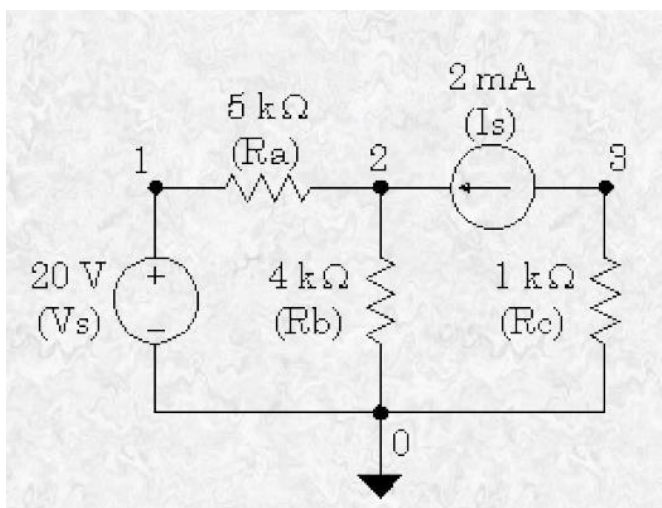 2 mA
(Is)
5 kΩ
(Ra)
1
2
3
20 V
(Vs)
+
−
4 kΩ
(Rb)
1 kΩ
(Rc)
0